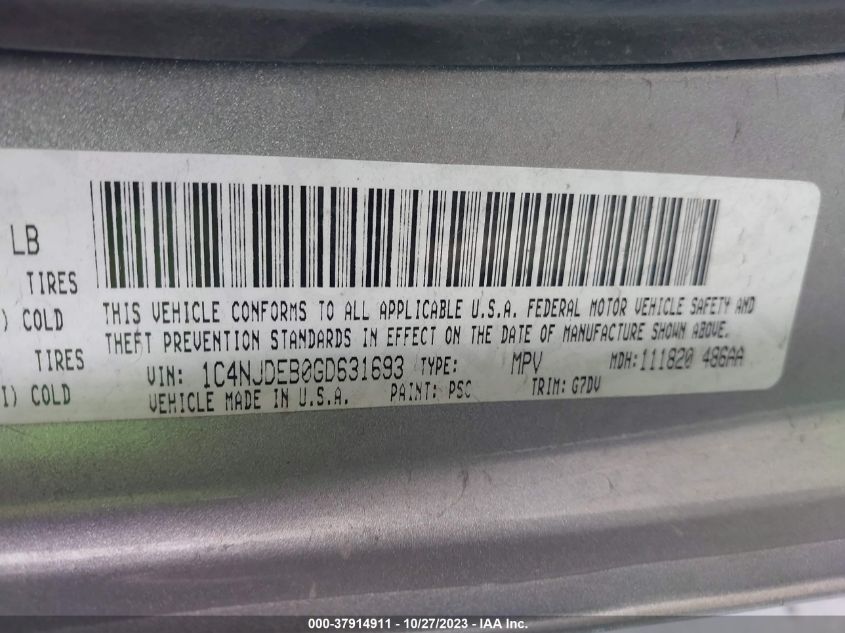 LB
TIRES
) COLD
TIRES
I) COLD
THIS VEHICLE CONFORMS TO ALL APPLICABLE U.S.A. FEDERAL MOTOR VEHICLE SAFETY AND
THEFT PREVENTION STANDARDS IN EFFECT ON THE DATE OF MANUFACTURE SHOWN ABOVE.
VIN: 1C4NJDEB0GD631693 TYPE: MPV MDH:111820 486AA
VEHICLE MADE IN U.S.A. PAINT: PSC TRIM: G7DV
000-37914911 - 10/27/2023 - IAA Inc.